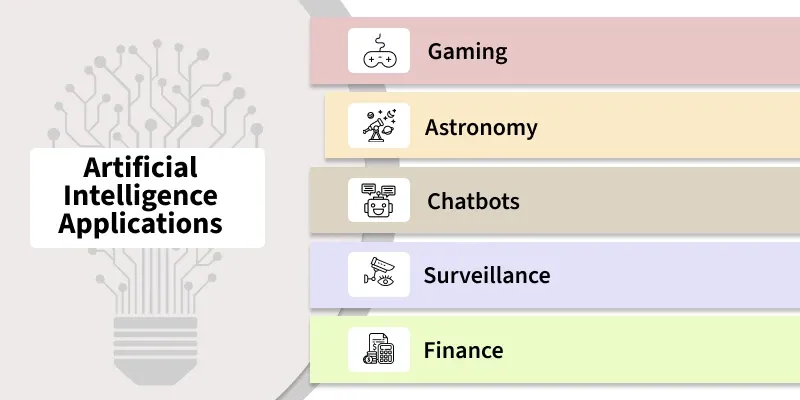 Artificial
Intelligence
Applications
Gaming
Astronomy
Chatbots
Surveillance
Finance